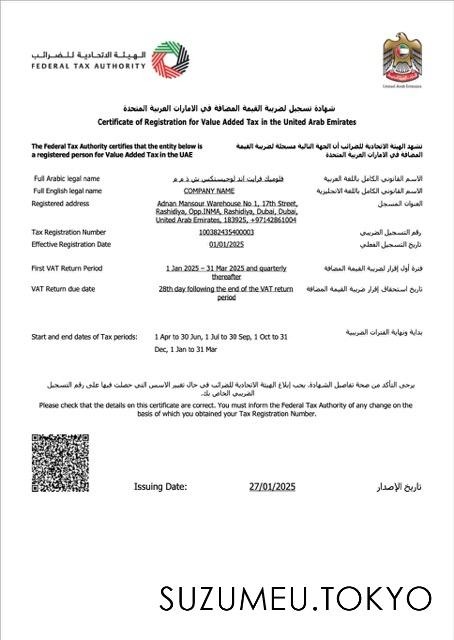 الهيئة الاتحادية للضرائب
FEDERAL TAX AUTHORITY
United Arab Emirates
شهادة تسجيل لضريبة القيمة المضافة في الامارات العربية المتحدة
Certificate of Registration for Value Added Tax in the United Arab Emirates
The Federal Tax Authority certifies that the entity below is
a registered person for Value Added Tax in the UAE
تشهد الهيئة الاتحادية للضرائب أن الجهة التالية مسجلة لضريبة القيمة
المضافة في الامارات العربية المتحدة
Full Arabic legal name
فلوميك فرايت اند لوجيستكس ش ذ م م
الاسم القانوني الكامل باللغة العربية
Full English legal name
COMPANY NAME
الاسم القانوني الكامل باللغة الانجليزية
Registered address
Adnan Mansour Warehouse No 1, 17th Street,
Rashidiya, Opp.INMA, Rashidiya, Dubai, Dubai,
United Arab Emirates, 183925, +97142861004
العنوان المسجل
Tax Registration Number
100382435400003
رقم التسجيل الضريبي
Effective Registration Date
01/01/2025
تاريخ التسجيل الفعلي
First VAT Return Period
1 Jan 2025 – 31 Mar 2025 and quarterly
thereafter
فترة أول إقرار لضريبة القيمة المضافة
VAT Return due date
28th day following the end of the VAT return
period
تاريخ استحقاق إقرار ضريبة القيمة المضافة
Start and end dates of Tax periods:
1 Apr to 30 Jun, 1 Jul to 30 Sep, 1 Oct to 31
Dec, 1 Jan to 31 Mar
بداية ونهاية الفترات الضريبية
يرجى التأكد من صحة تفاصيل الشهادة. يجب إبلاغ الهيئة الاتحادية للضرائب في حال تغيير الاسس التي حصلت فيها على رقم التسجيل
الضريبي الخاص بك.
Please check that the details on this certificate are correct. You must inform the Federal Tax Authority of any change on the
basis of which you obtained your Tax Registration Number.
Issuing Date:
27/01/2025
تاريخ الإصدار
SUZUMEU.TOKYO